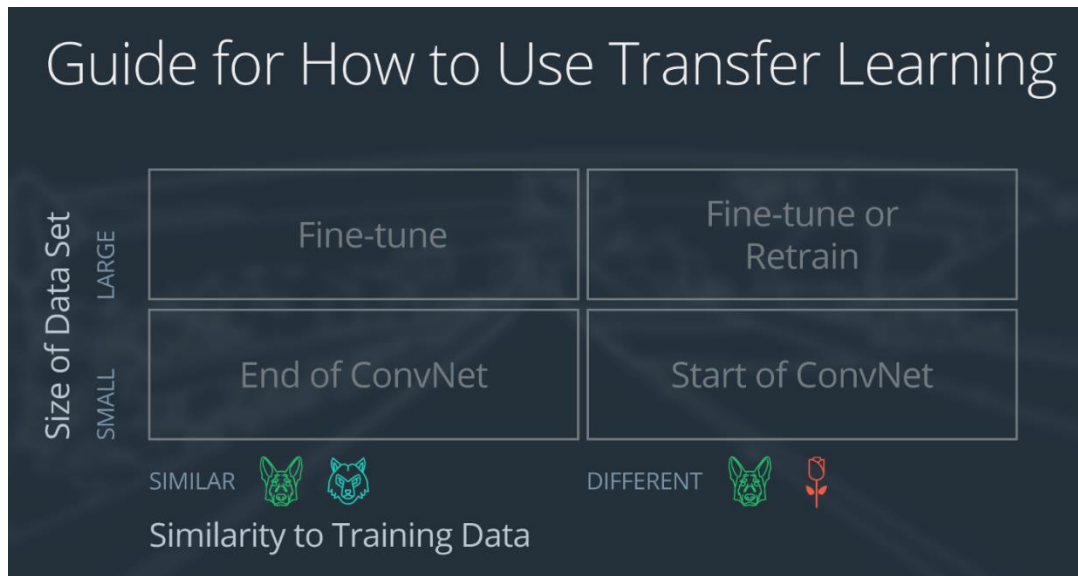 Guide for How to Use Transfer Learning
Size of Data Set
LARGE
SMALL
Fine-tune
Fine-tune or
Retrain
End of ConvNet
Start of ConvNet
SIMILAR
DIFFERENT
Similarity to Training Data